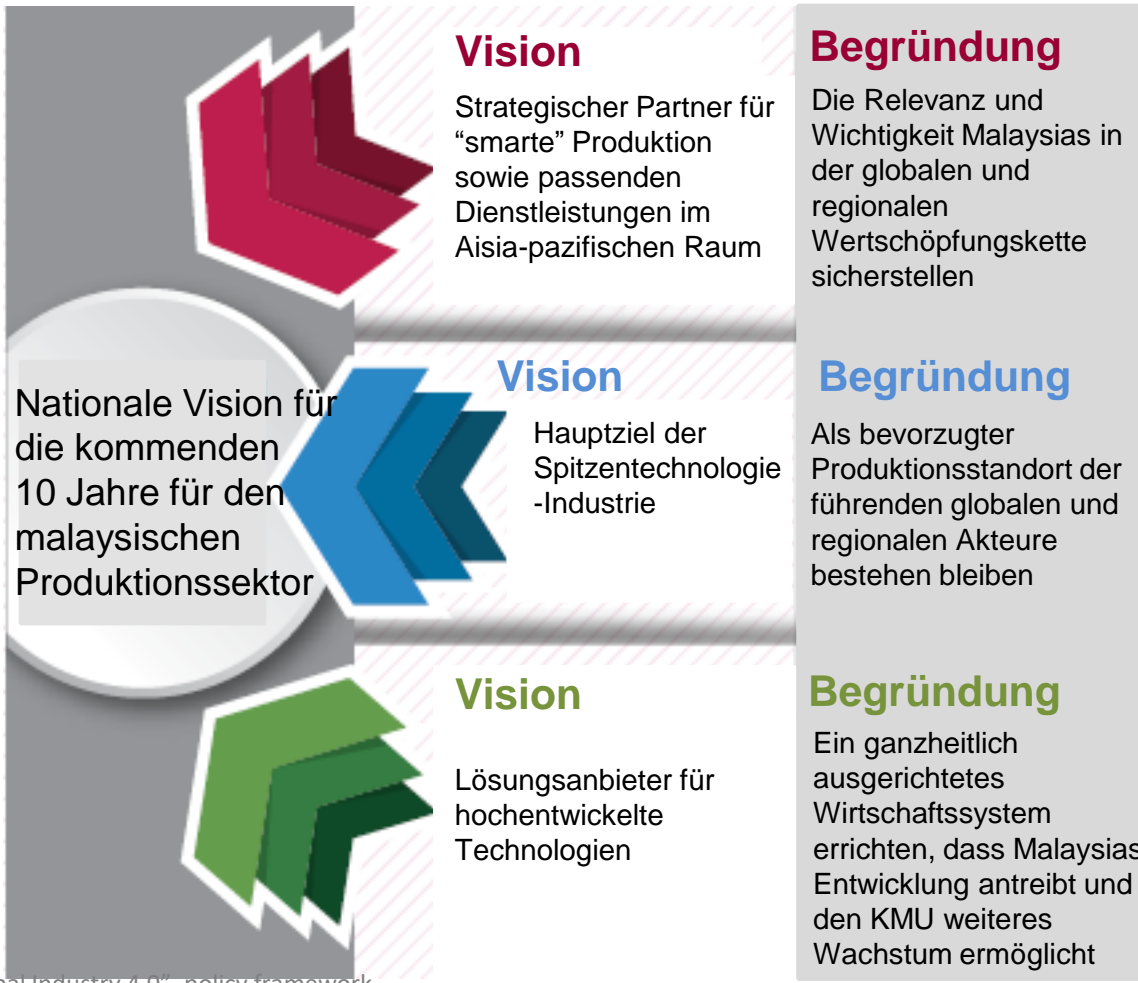 Nationale Vision für
die kommenden
10 Jahre für den
malaysischen
Produktionssektor
Vision
Strategischer Partner für
“smarte” Produktion
sowie passenden
Dienstleistungen im
Aisia-pazifischen Raum
Begründung
Die Relevanz und
Wichtigkeit Malaysias in
der globalen und
regionalen
Wertschöpfungskette
sicherstellen
Vision
Hauptziel der
Spitzentechnologie
-Industrie
Begründung
Als bevorzugter
Produktionsstandort der
führenden globalen und
regionalen Akteure
bestehen bleiben
Vision
Lösungsanbieter für
hochentwickelte
Technologien
Begründung
Ein ganzheitlich
ausgerichtetes
Wirtschaftssystem
errichten, dass Malaysias
Entwicklung antreibt und
den KMU weiteres
Wachstum ermöglicht
Industry 4.0” policy framework